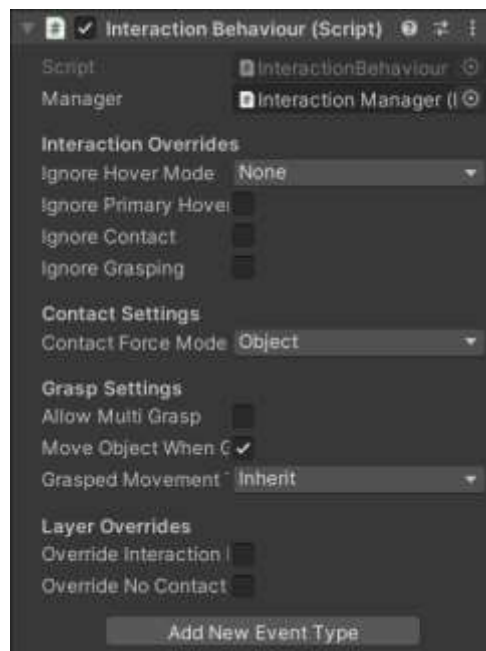 Interaction Behaviour (Script)
Script InteractionBehaviour
Manager Interaction Manager (I
Interaction Overrides
Ignore Hover Mode None
Ignore Primary Hover
Ignore Contact
Ignore Grasping
Contact Settings
Contact Force Mode Object
Grasp Settings
Allow Multi Grasp
Move Object When G
Grasped Movement Inherit
Layer Overrides
Override Interaction
Override No Contact
Add New Event Type